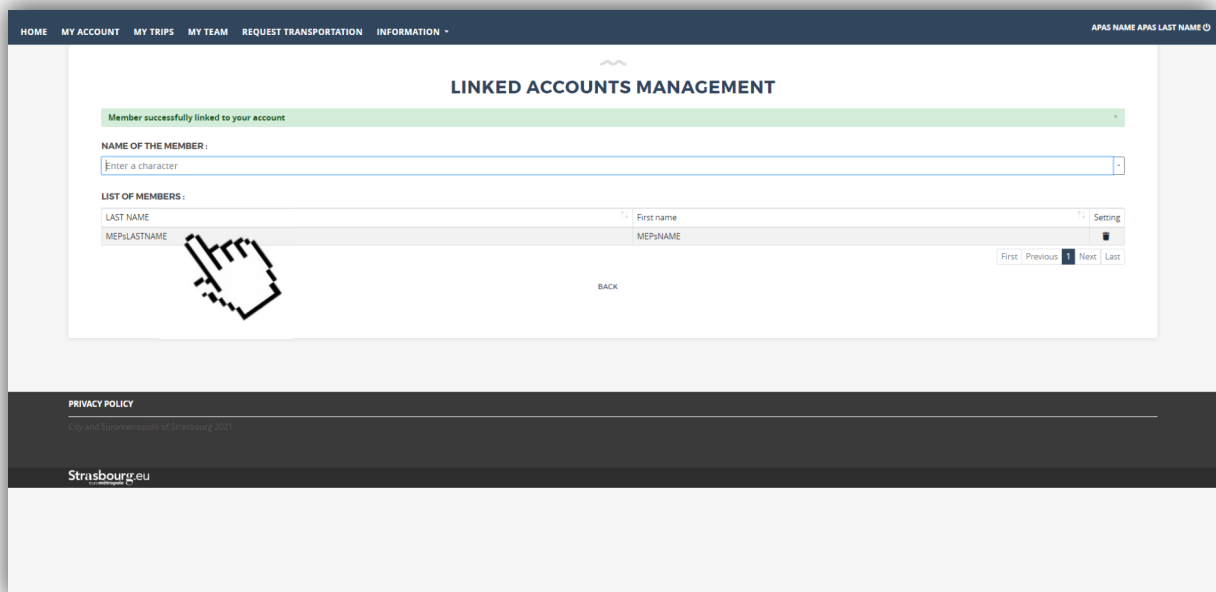 HOME MY ACCOUNT MY TRIPS MY TEAM REQUEST TRANSPORTATION INFORMATION
APAS NAME APAS LAST NAME
LINKED ACCOUNTS MANAGEMENT
Member successfully linked to your account ×
NAME OF THE MEMBER :
Enter a character
LIST OF MEMBERS :
LAST NAME First name Setting
MEPsLASTNAME MEPsNAME
First Previous 1 Next Last
BACK
PRIVACY POLICY
City and Eurometropolis of Strasbourg 2021
Strasbourg.eu
eurométropole